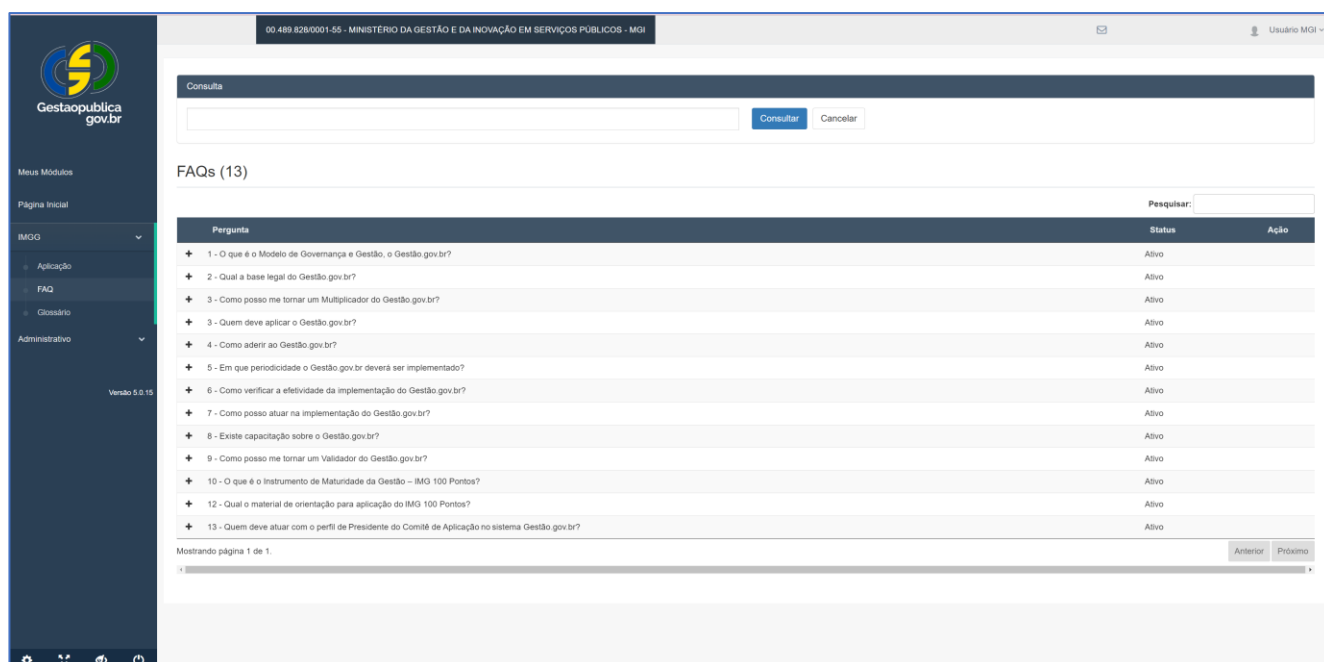 00.489.828/0001-55 - MINISTÉRIO DA GESTÃO E DA INOVAÇÃO EM SERVIÇOS PÚBLICOS - MGI
Usuário MGI
Gestaopublica
gov.br
Meus Módulos
Página Inicial
IMGG
Aplicação
FAQ
Glossário
Administrativo
Versão 5.0.15
Consulta
Consultar
Cancelar
FAQs (13)
Pesquisar:
Pergunta Status Ação
1 - O que é o Modelo de Governança e Gestão, o Gestão.gov.br? Ativo
2 - Qual a base legal do Gestão.gov.br? Ativo
3 - Como posso me tornar um Multiplicador do Gestão.gov.br? Ativo
3 - Quem deve aplicar o Gestão.gov.br? Ativo
4 - Como aderir ao Gestão.gov.br? Ativo
5 - Em que periodicidade o Gestão.gov.br deverá ser implementado? Ativo
6 - Como verificar a efetividade da implementação do Gestão.gov.br? Ativo
7 - Como posso atuar na implementação do Gestão.gov.br? Ativo
8 - Existe capacitação sobre o Gestão.gov.br? Ativo
9 - Como posso me tornar um Validador do Gestão.gov.br? Ativo
10 - O que é o Instrumento de Maturidade da Gestão – IMG 100 Pontos? Ativo
12 - Qual o material de orientação para aplicação do IMG 100 Pontos? Ativo
13 - Quem deve atuar com o perfil de Presidente do Comitê de Aplicação no sistema Gestão.gov.br? Ativo
Mostrando página 1 de 1.
Anterior Próximo